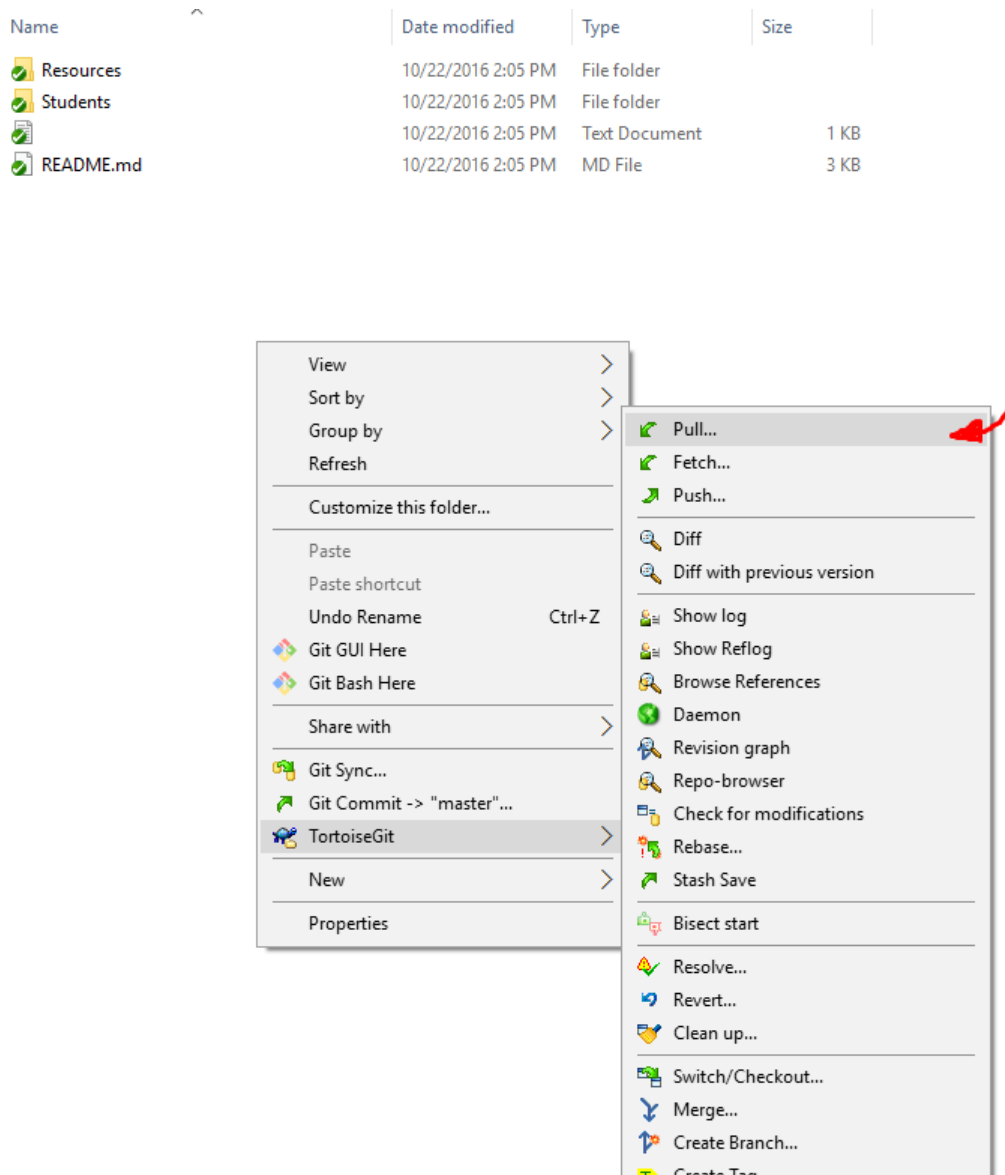 Name Date modified Type Size
Resources 10/22/2016 2:05 PM File folder
Students 10/22/2016 2:05 PM File folder
10/22/2016 2:05 PM Text Document 1 KB
README.md 10/22/2016 2:05 PM MD File 3 KB
View
Sort by
Group by
Refresh
Customize this folder...
Paste
Paste shortcut
Undo Rename Ctrl+Z
Git GUI Here
Git Bash Here
Share with
Git Sync...
Git Commit -> "master"...
TortoiseGit
New
Properties
Pull...
Fetch...
Push...
Diff
Diff with previous version
Show log
Show Reflog
Browse References
Daemon
Revision graph
Repo-browser
Check for modifications
Rebase...
Stash Save
Bisect start
Resolve...
Revert...
Clean up...
Switch/Checkout...
Merge...
Create Branch...
Create Tag...